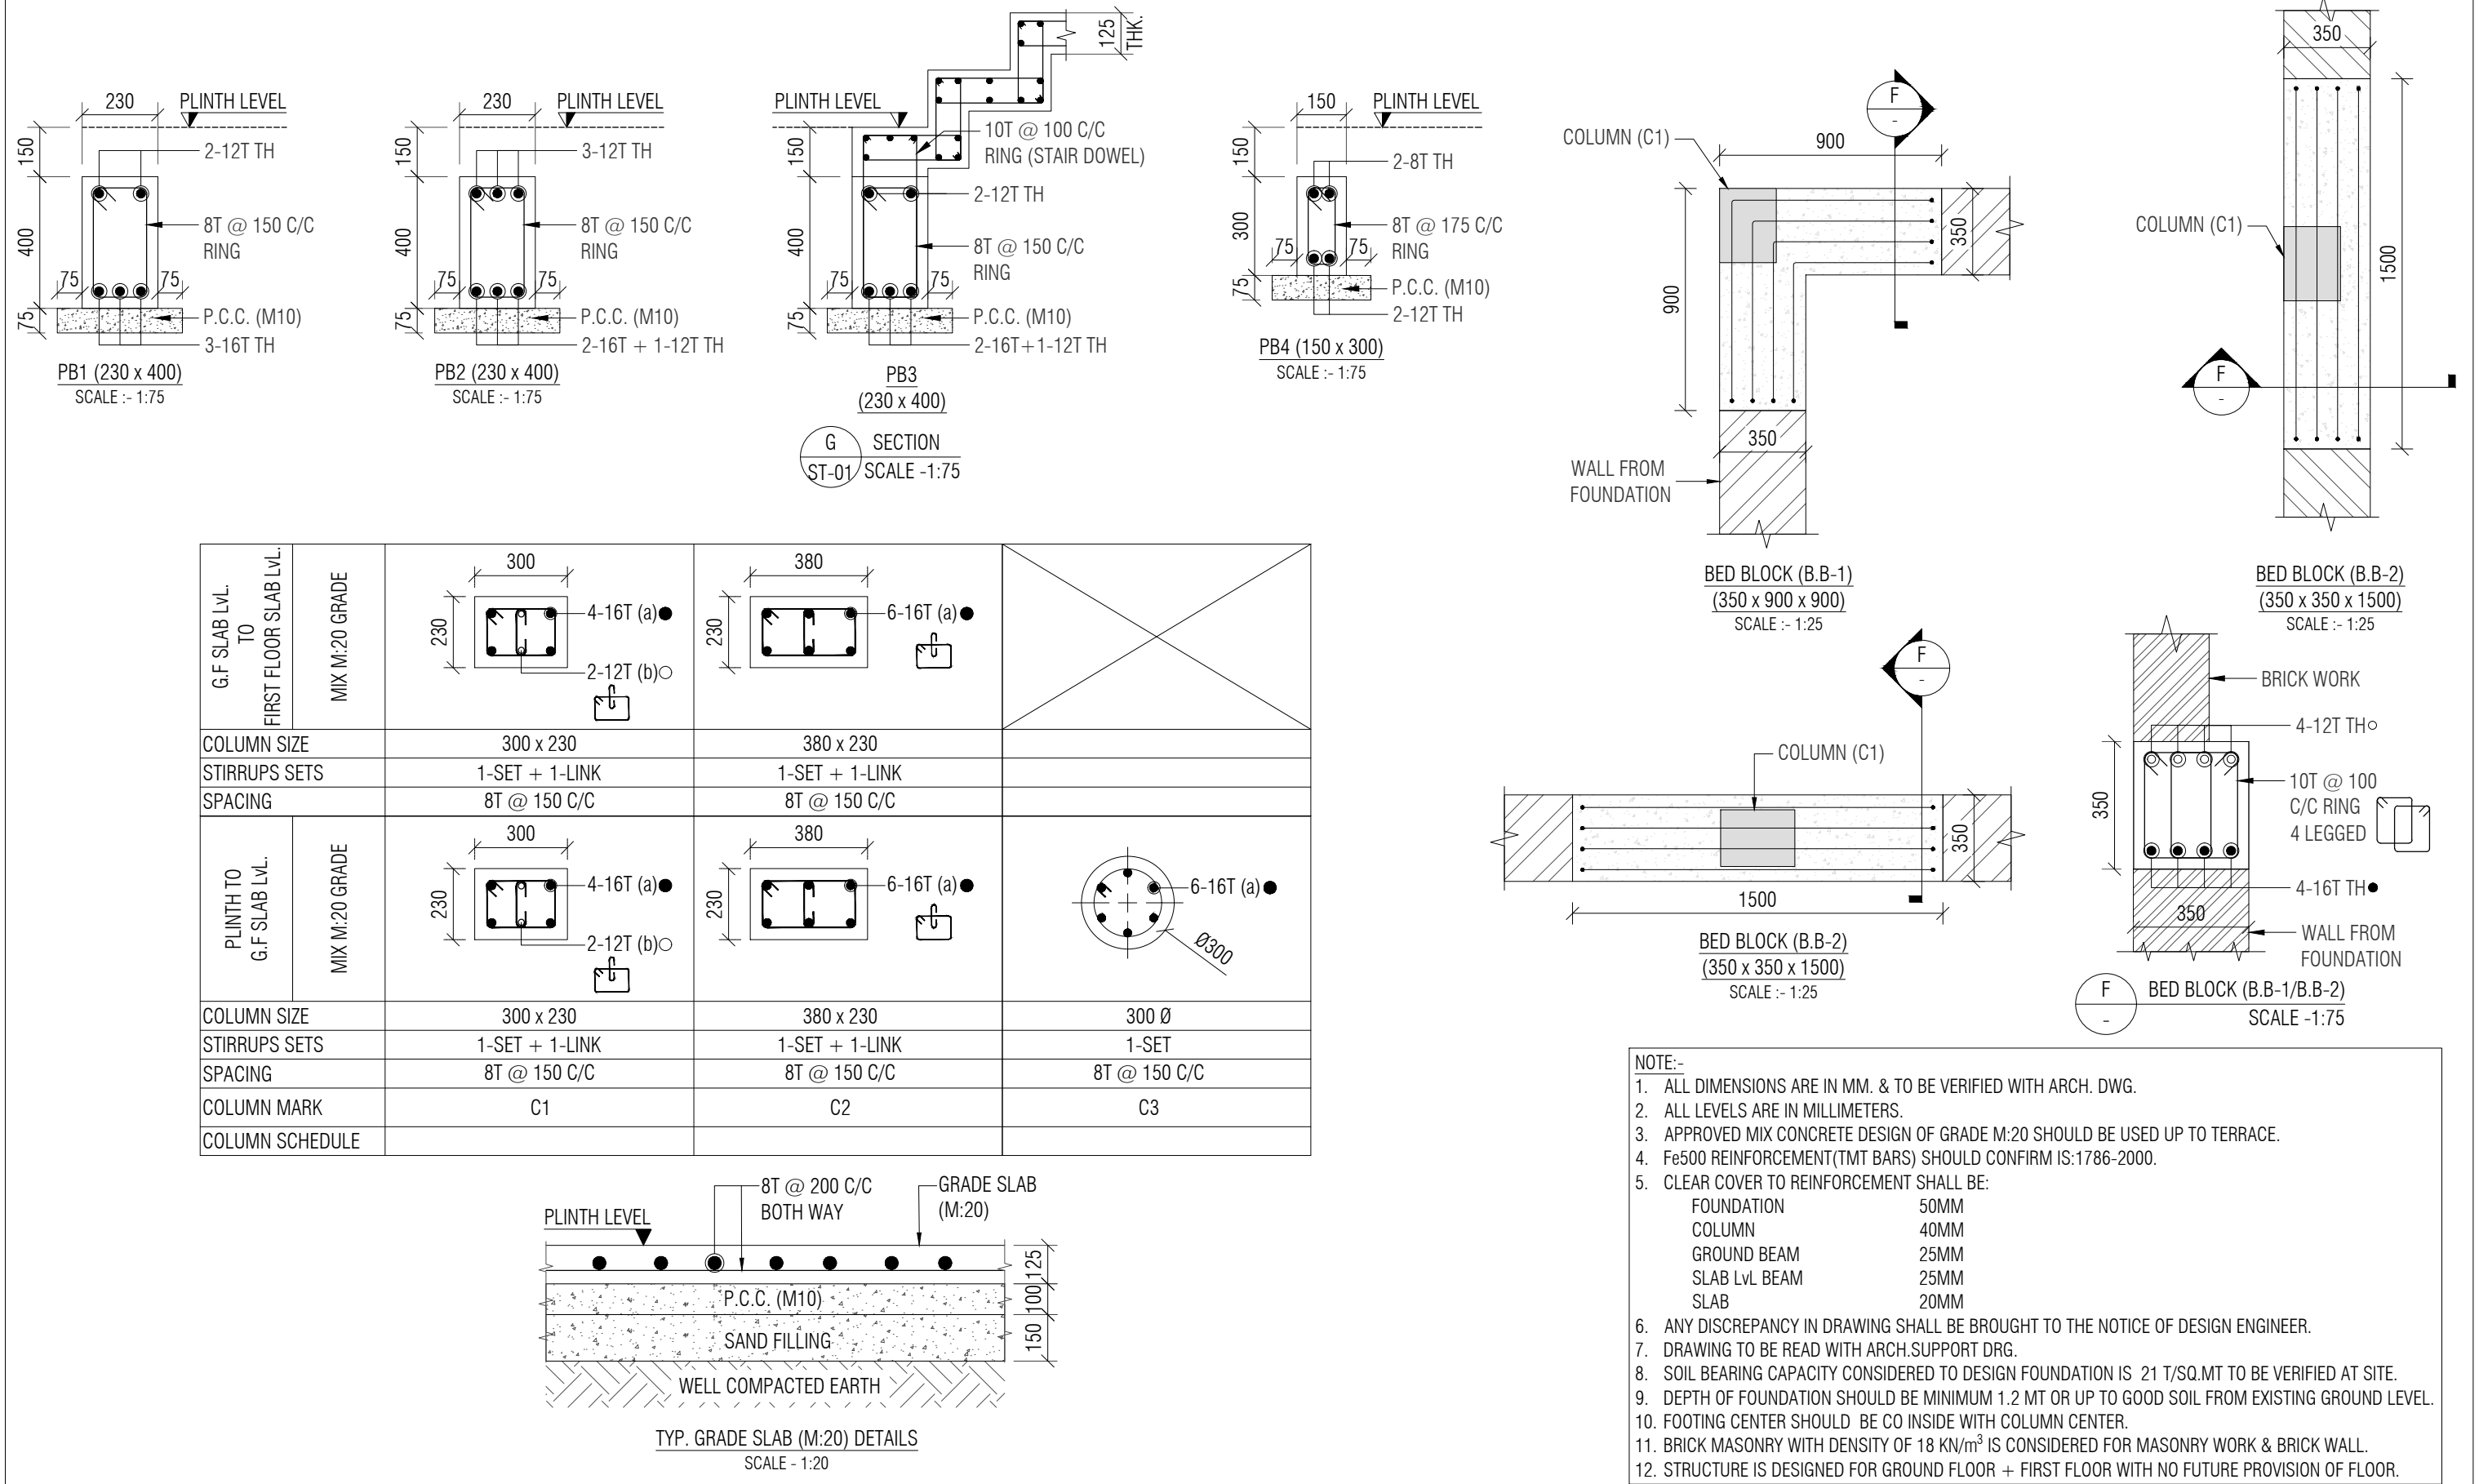 230
PLINTH LEVEL
150
2-12T TH
400
8T @ 150 C/C
RING
75
75
75
P.C.C. (M10)
3-16T TH
PB1 (230 x 400)
SCALE :- 1:75
230
PLINTH LEVEL
150
3-12T TH
400
8T @ 150 C/C
RING
75
75
75
P.C.C. (M10)
2-16T + 1-12T TH
PB2 (230 x 400)
SCALE :- 1:75
125
THK.
PLINTH LEVEL
150
10T @ 100 C/C
RING (STAIR DOWEL)
2-12T TH
400
8T @ 150 C/C
RING
75
75
75
P.C.C. (M10)
2-16T+1-12T TH
PB3
(230 x 400)
G
ST-01
SECTION
SCALE -1:75
150
PLINTH LEVEL
150
2-8T TH
300
8T @ 175 C/C
RING
75
75
75
P.C.C. (M10)
2-12T TH
PB4 (150 x 300)
SCALE :- 1:75
COLUMN (C1)
F
-
900
350
900
350
WALL FROM
FOUNDATION
BED BLOCK (B.B-1)
(350 x 900 x 900)
SCALE :- 1:25
350
COLUMN (C1)
1500
F
-
BED BLOCK (B.B-2)
(350 x 350 x 1500)
SCALE :- 1:25
G.F SLAB LvL.
TO
FIRST FLOOR SLAB LvL.
MIX M:20 GRADE
300
230
4-16T (a)
2-12T (b)
380
230
6-16T (a)
COLUMN SIZE
300 x 230
380 x 230
STIRRUPS SETS
1-SET + 1-LINK
1-SET + 1-LINK
SPACING
8T @ 150 C/C
8T @ 150 C/C
PLINTH TO
G.F SLAB LvL.
MIX M:20 GRADE
300
230
4-16T (a)
2-12T (b)
380
230
6-16T (a)
6-16T (a)
Ø300
COLUMN SIZE
300 x 230
380 x 230
300 Ø
STIRRUPS SETS
1-SET + 1-LINK
1-SET + 1-LINK
1-SET
SPACING
8T @ 150 C/C
8T @ 150 C/C
8T @ 150 C/C
COLUMN MARK
C1
C2
C3
COLUMN SCHEDULE
F
-
COLUMN (C1)
350
1500
BED BLOCK (B.B-2)
(350 x 350 x 1500)
SCALE :- 1:25
BRICK WORK
4-12T TH
350
10T @ 100
C/C RING
4 LEGGED
4-16T TH
350
WALL FROM
FOUNDATION
F
-
BED BLOCK (B.B-1/B.B-2)
SCALE -1:75
8T @ 200 C/C
BOTH WAY
GRADE SLAB
(M:20)
PLINTH LEVEL
125
P.C.C. (M10)
100
SAND FILLING
150
WELL COMPACTED EARTH
TYP. GRADE SLAB (M:20) DETAILS
SCALE - 1:20
NOTE:-
1. ALL DIMENSIONS ARE IN MM. & TO BE VERIFIED WITH ARCH. DWG.
2. ALL LEVELS ARE IN MILLIMETERS.
3. APPROVED MIX CONCRETE DESIGN OF GRADE M:20 SHOULD BE USED UP TO TERRACE.
4. Fe500 REINFORCEMENT(TMT BARS) SHOULD CONFIRM IS:1786-2000.
5. CLEAR COVER TO REINFORCEMENT SHALL BE:
FOUNDATION 50MM
COLUMN 40MM
GROUND BEAM 25MM
SLAB LvL BEAM 25MM
SLAB 20MM
6. ANY DISCREPANCY IN DRAWING SHALL BE BROUGHT TO THE NOTICE OF DESIGN ENGINEER.
7. DRAWING TO BE READ WITH ARCH.SUPPORT DRG.
8. SOIL BEARING CAPACITY CONSIDERED TO DESIGN FOUNDATION IS 21 T/SQ.MT TO BE VERIFIED AT SITE.
9. DEPTH OF FOUNDATION SHOULD BE MINIMUM 1.2 MT OR UP TO GOOD SOIL FROM EXISTING GROUND LEVEL.
10. FOOTING CENTER SHOULD BE CO INSIDE WITH COLUMN CENTER.
11. BRICK MASONRY WITH DENSITY OF 18 KN/m³ IS CONSIDERED FOR MASONRY WORK & BRICK WALL.
12. STRUCTURE IS DESIGNED FOR GROUND FLOOR + FIRST FLOOR WITH NO FUTURE PROVISION OF FLOOR.